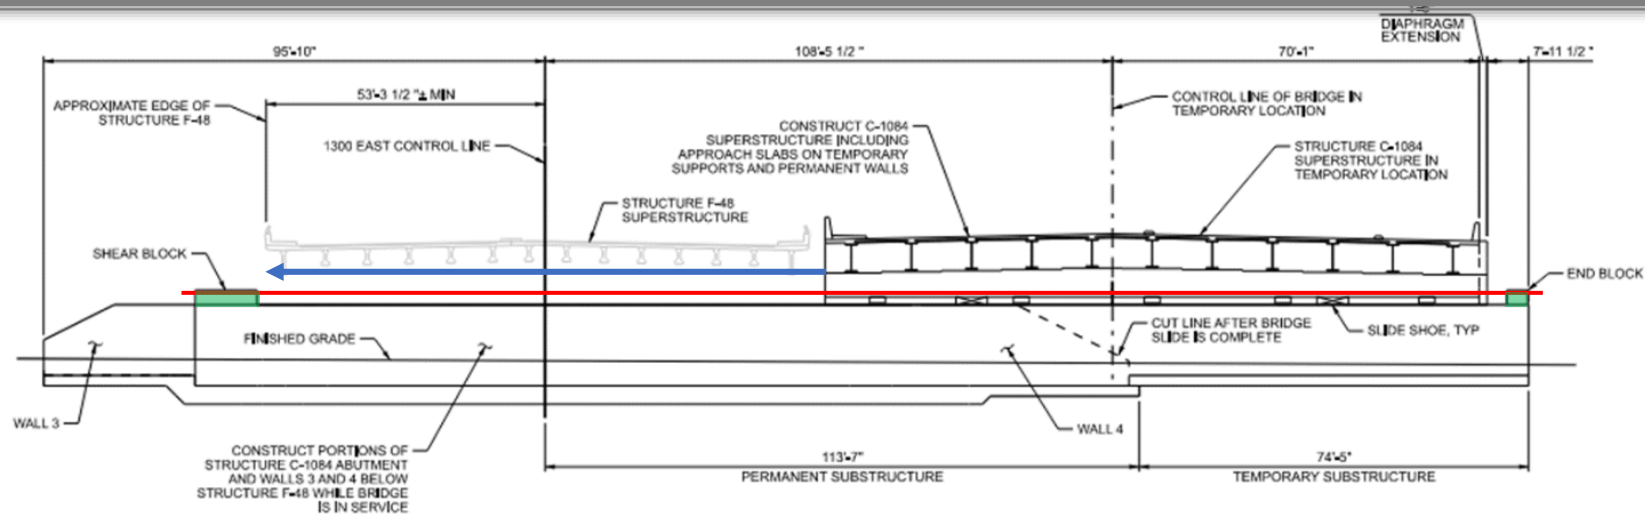 DIAPHRAGM
EXTENSION
95'-10"
108'-5 1/2 "
70'-1"
7'-11 1/2 "
53'-3 1/2 "± MIN
APPROXIMATE EDGE OF
STRUCTURE F-48
1300 EAST CONTROL LINE
CONSTRUCT C-1084
SUPERSTRUCTURE INCLUDING
APPROACH SLABS ON TEMPORARY
SUPPORTS AND PERMANENT WALLS
CONTROL LINE OF BRIDGE IN
TEMPORARY LOCATION
STRUCTURE C-1084
SUPERSTRUCTURE IN
TEMPORARY LOCATION
STRUCTURE F-48
SUPERSTRUCTURE
SHEAR BLOCK
END BLOCK
FINISHED GRADE
CUT LINE AFTER BRIDGE
SLIDE IS COMPLETE
SLIDE SHOE, TYP
WALL 3
WALL 4
CONSTRUCT PORTIONS OF
STRUCTURE C-1084 ABUTMENT
AND WALLS 3 AND 4 BELOW
STRUCTURE F-48 WHILE BRIDGE
IS IN SERVICE
113'-7"
PERMANENT SUBSTRUCTURE
74'-5"
TEMPORARY SUBSTRUCTURE